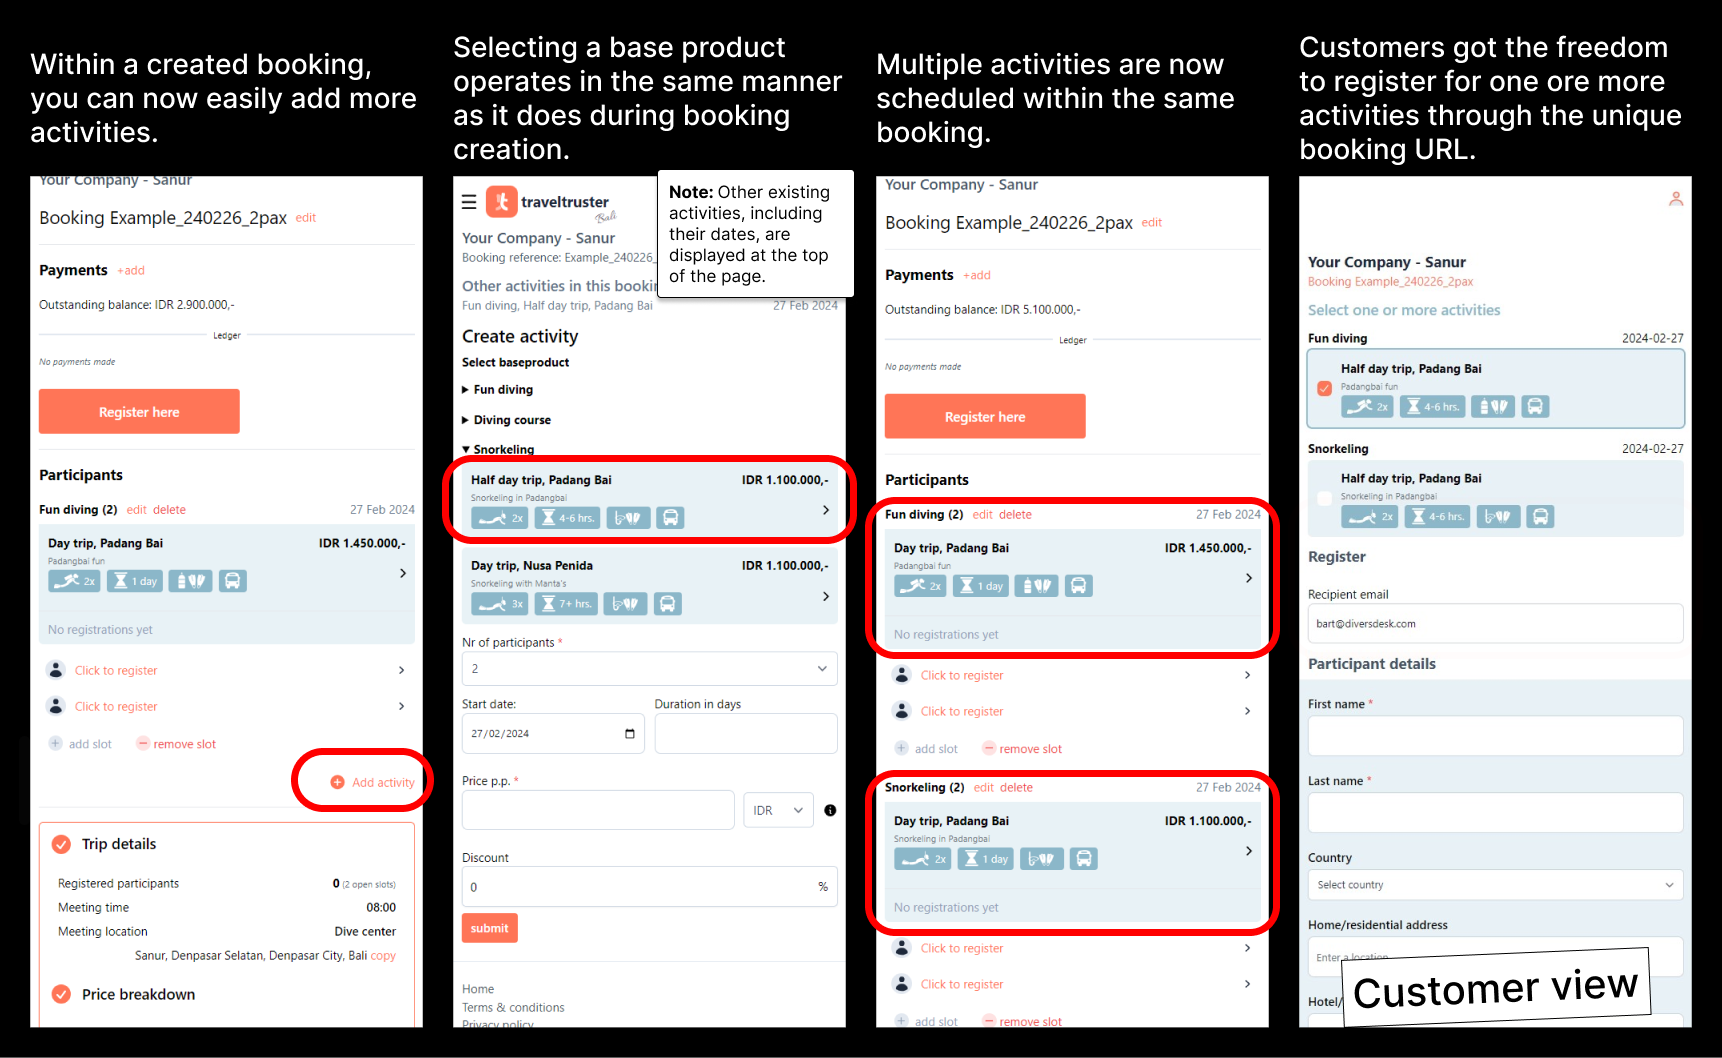 Within a created booking,
you can now easily add more
activities.
Your Company - Sanur
Booking Example_240226_2pax edit
Payments +add
Outstanding balance: IDR 2.900.000,-
Ledger
No payments made
Register here
Participants
Fun diving (2) edit delete 27 Feb 2024
Day trip, Padang Bai IDR 1.450.000,-
Padangbai fun
2x 1 day
No registrations yet
Click to register
Click to register
add slot remove slot
Add activity
Trip details
Registered participants 0 (2 open slots)
Meeting time 08:00
Meeting location Dive center
Sanur, Denpasar Selatan, Denpasar City, Bali copy
Price breakdown
Selecting a base product
operates in the same manner
as it does during booking
creation.
traveltruster
Bali
Note: Other existing
activities, including
their dates, are
displayed at the top
of the page.
Your Company - Sanur
Booking reference: Example_240226_
Other activities in this bookin
Fun diving, Half day trip, Padang Bai 27 Feb 2024
Create activity
Select baseproduct
Fun diving
Diving course
Snorkeling
Half day trip, Padang Bai IDR 1.100.000,-
Snorkeling in Padangbai
2x 4-6 hrs.
Day trip, Nusa Penida IDR 1.100.000,-
Snorkeling with Manta's
3x 7+ hrs.
Nr of participants *
2
Start date: Duration in days
27/02/2024
Price p.p. *
IDR
Discount
0 %
submit
Home
Terms & conditions
Privacy policy
Multiple activities are now
scheduled within the same
booking.
Your Company - Sanur
Booking Example_240226_2pax edit
Payments +add
Outstanding balance: IDR 5.100.000,-
Ledger
No payments made
Register here
Participants
Fun diving (2) edit delete 27 Feb 2024
Day trip, Padang Bai IDR 1.450.000,-
Padangbai fun
2x 1 day
No registrations yet
Click to register
Click to register
add slot remove slot
Snorkeling (2) edit delete 27 Feb 2024
Day trip, Padang Bai IDR 1.100.000,-
Snorkeling in Padangbai
2x 1 day
No registrations yet
Click to register
Click to register
add slot remove slot
Customers got the freedom
to register for one ore more
activities through the unique
booking URL.
Your Company - Sanur
Booking Example_240226_2pax
Select one or more activities
Fun diving 2024-02-27
Half day trip, Padang Bai
Padangbai fun
2x 4-6 hrs.
Snorkeling 2024-02-27
Half day trip, Padang Bai
Snorkeling in Padangbai
2x 4-6 hrs.
Register
Recipient email
bart@diversdesk.com
Participant details
First name *
Last name *
Country
Select country
Home/residential address
Enter a location
Hotel/
Customer view